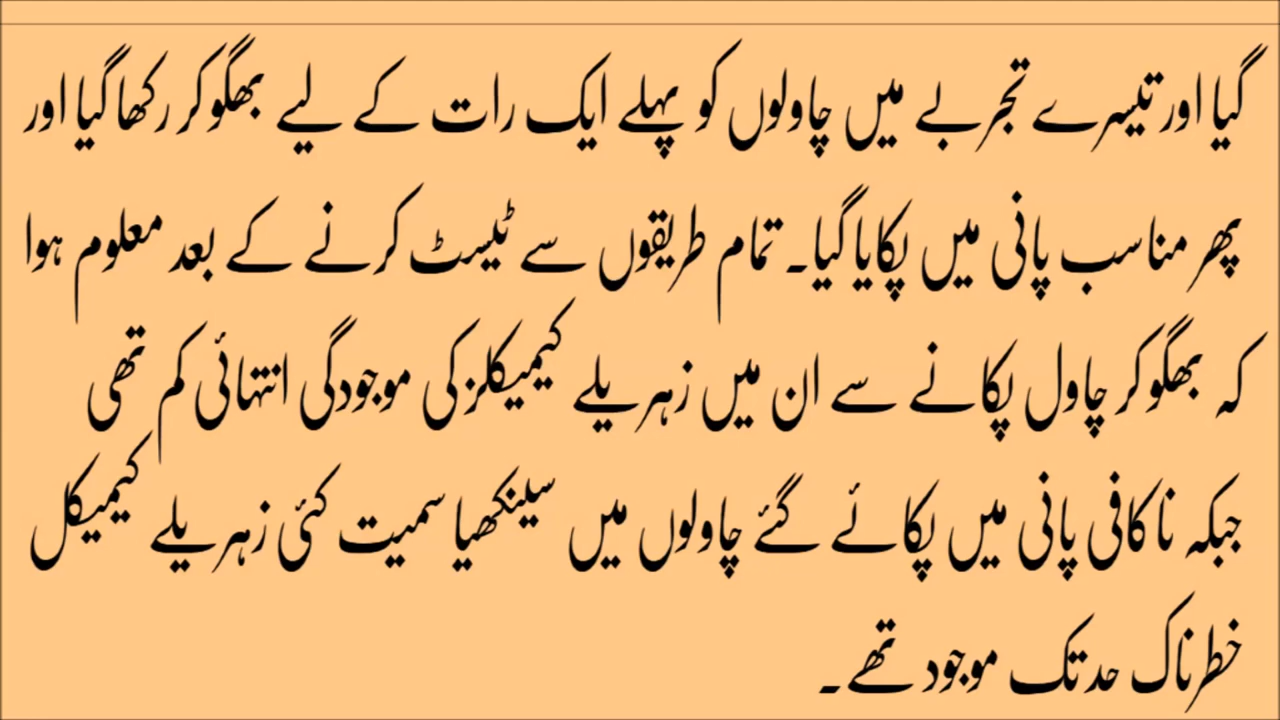 گیا اور تیسرے تجربے میں چاولوں کو پہلے ایک رات کے لیے بھگو کر رکھا گیا اور
پھر مناسب پانی میں پکایا گیا۔ تمام طریقوں سے ٹیسٹ کرنے کے بعد معلوم ہوا
کہ بھگو کر چاول پکانے سے ان میں زہریلے کیمیکلز کی موجودگی انتہائی کم تھی
جبکہ ناکافی پانی میں پکائے گئے چاولوں میں سینکھیا سمیت کئی زہریلے کیمیکل
خطرناک حد تک موجود تھے۔